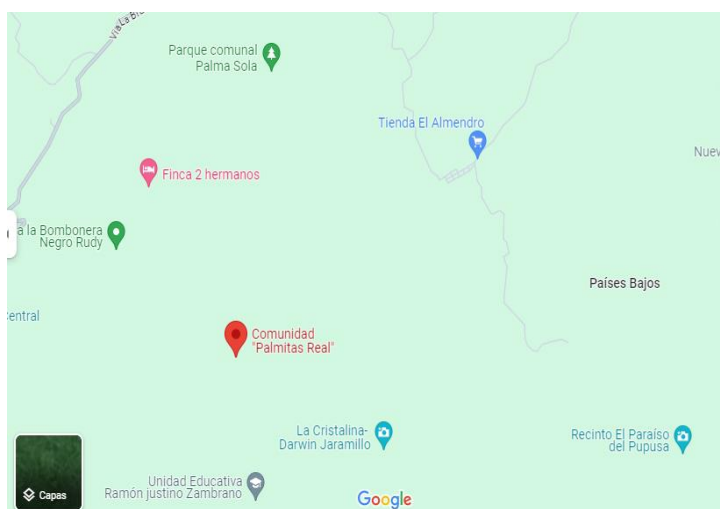 Parque comunal
Palma Sola
Tienda El Almendro
Nuev
Finca 2 hermanos
a la Bombonera
Negro Rudy
Países Bajos
entral
Comunidad
"Palmitas Real"
La Cristalina-
Darwin Jaramillo
Recinto El Paraíso
del Pupusa
Unidad Educativa
Ramón justino Zambrano
Capas
Google